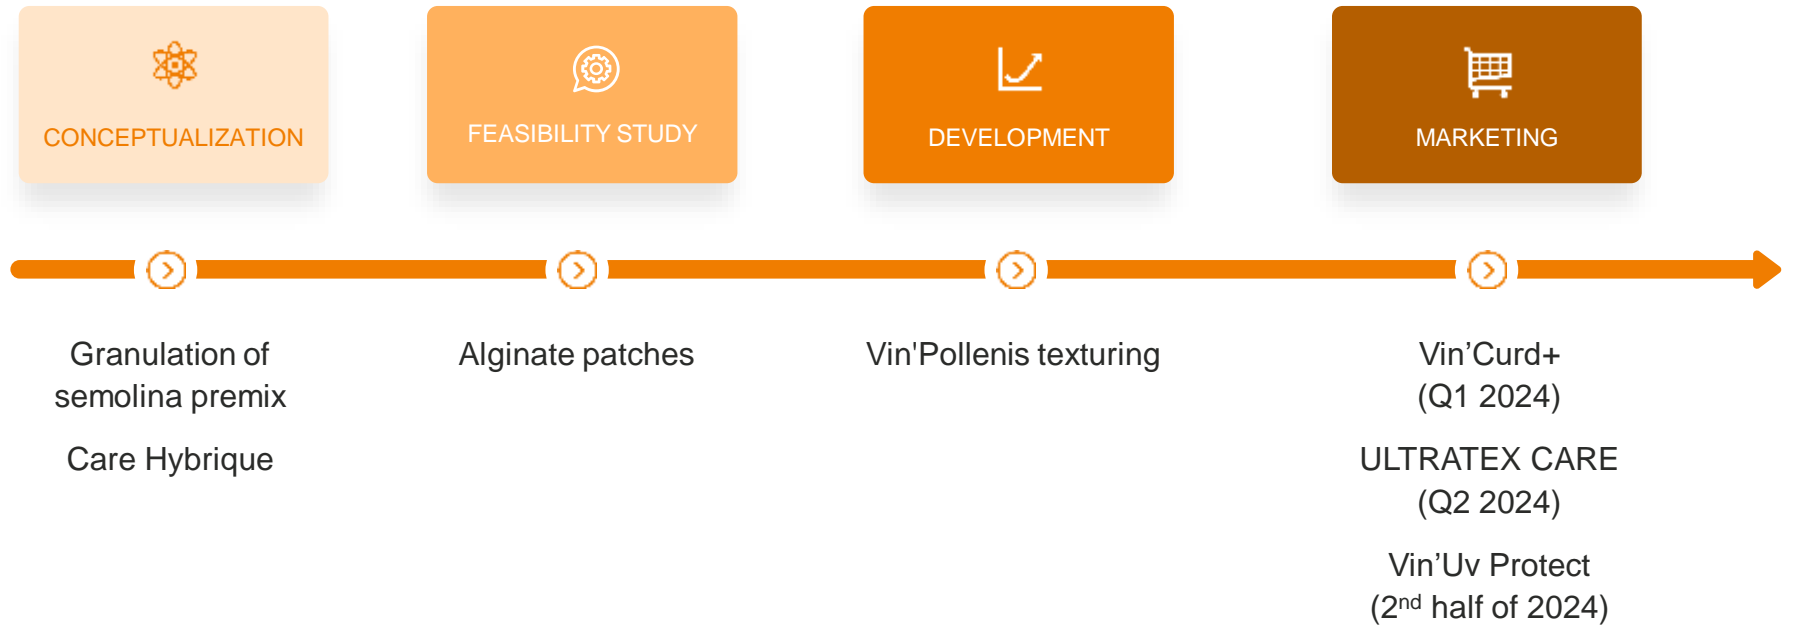 CONCEPTUALIZATION
FEASIBILITY STUDY
DEVELOPMENT
MARKETING
Granulation of
semolina premix
Care Hybrique
Alginate patches
Vin'Pollenis texturing
Vin’Curd+
(Q1 2024)
ULTRATEX CARE
(Q2 2024)
Vin’Uv Protect
(2nd half of 2024)